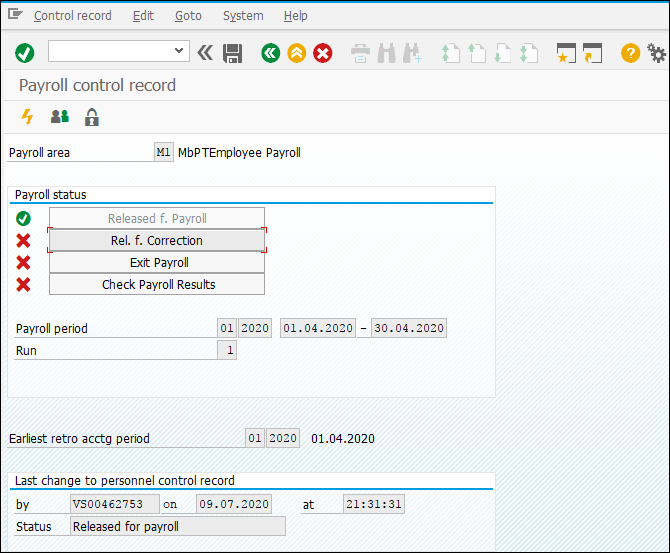 Control record Edit Goto System Help
Payroll control record
Payroll area M1 MbPTEmployee Payroll
Payroll status
Released f. Payroll
Rel. f. Correction
Exit Payroll
Check Payroll Results
Payroll period 01 2020 01.04.2020 – 30.04.2020
Run 1
Earliest retro acctg period 01 2020 01.04.2020
Last change to personnel control record
by VS00462753 on 09.07.2020 at 21:31:31
Status Released for payroll